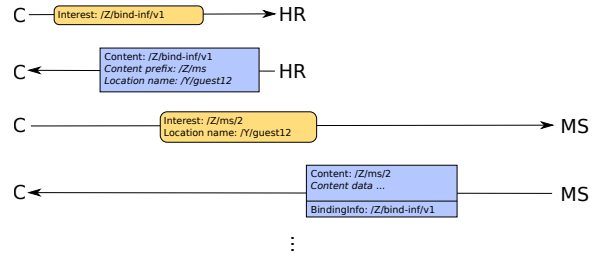 C Interest: /Z/bind-inf/v1 HR
Content: /Z/bind-inf/v1
C Content prefix: /Z/ms HR
Location name: /Y/guest12
Interest: /Z/ms/2
C Location name: /Y/guest12 MS
Content: /Z/ms/2
C Content data ... MS
BindingInfo: /Z/bind-inf/v1
⋮